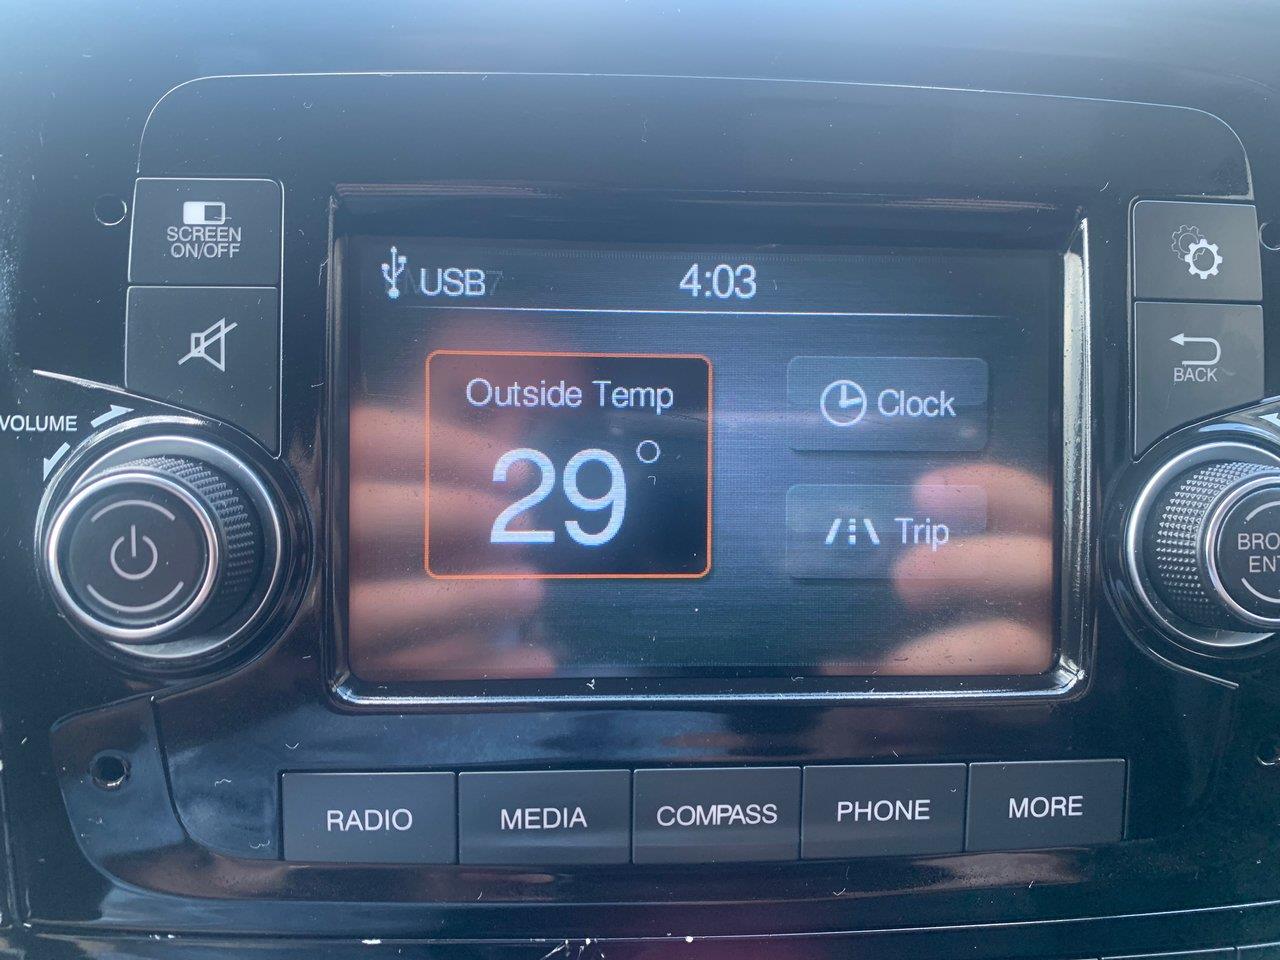 SCREEN
ON/OFF
USB
4:03
BACK
VOLUME
Outside Temp
29°
Clock
Trip
RADIO
MEDIA
COMPASS
PHONE
MORE